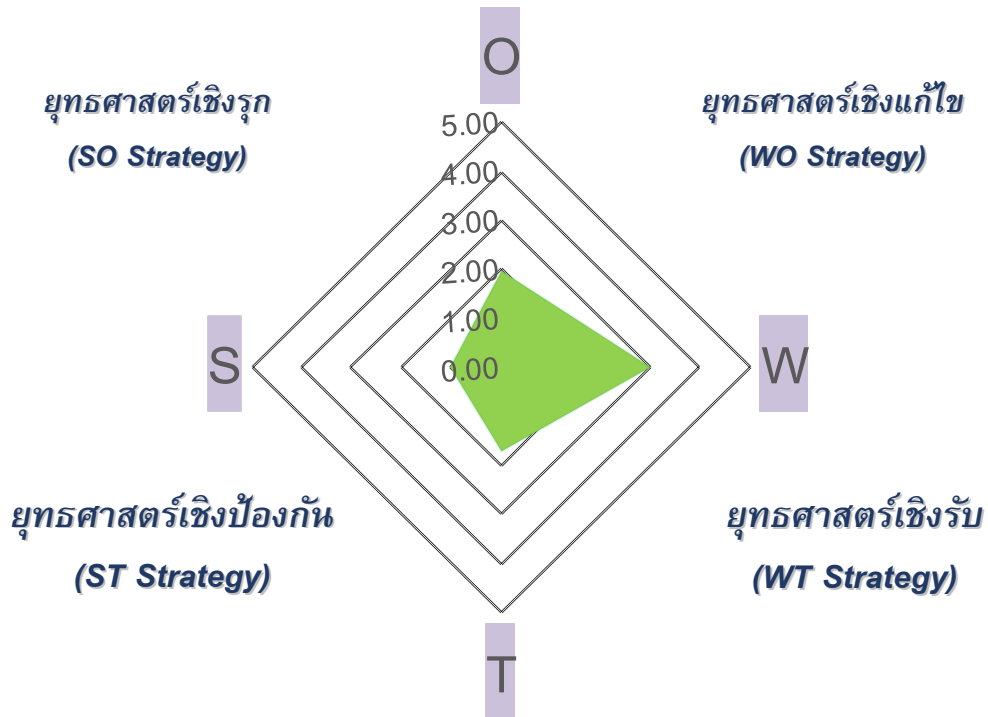 O
ยุทธศาสตร์เชิงรุก
(SO Strategy)
ยุทธศาสตร์เชิงแก้ไข
(WO Strategy)
5.00
4.00
3.00
2.00
1.00
0.00
S
W
ยุทธศาสตร์เชิงป้องกัน
(ST Strategy)
ยุทธศาสตร์เชิงรับ
(WT Strategy)
T